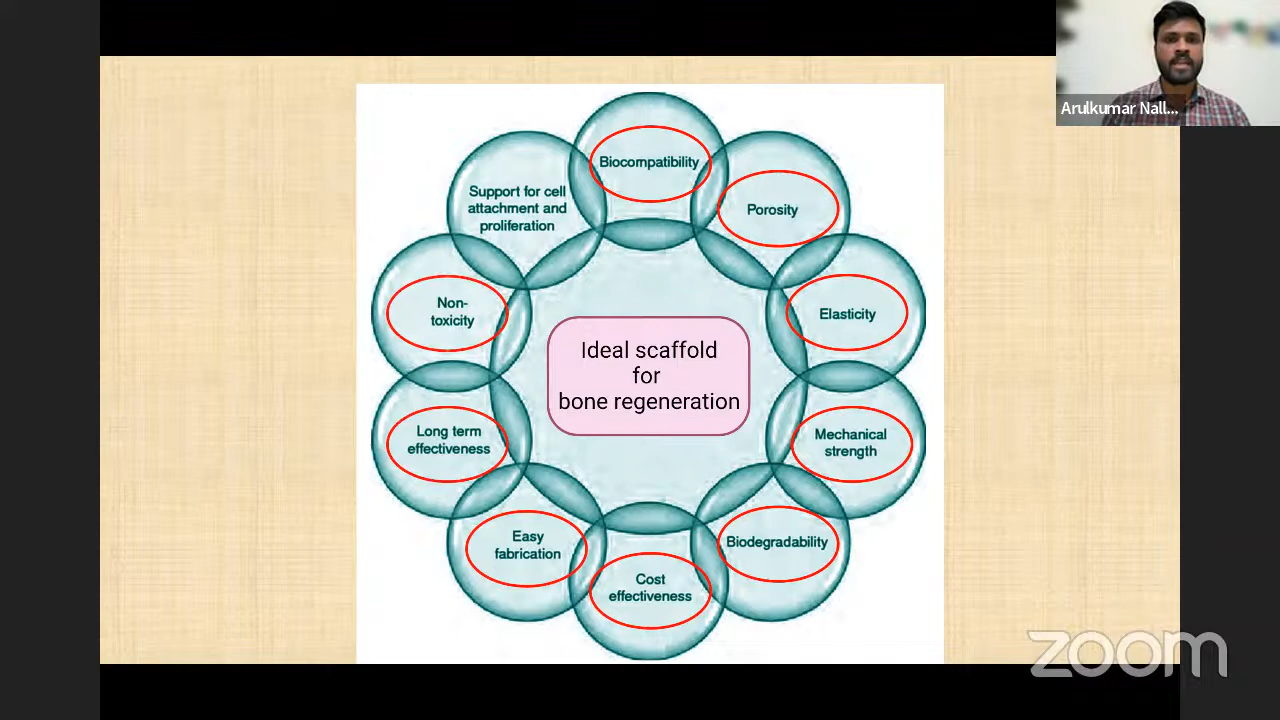 Arulkumar Nall...
Biocompatibility
Support for cell
attachment and
proliferation
Porosity
Non-
toxicity
Elasticity
Ideal scaffold
for
bone regeneration
Long term
effectiveness
Mechanical
strength
Easy
fabrication
Biodegradability
Cost
effectiveness
zoom